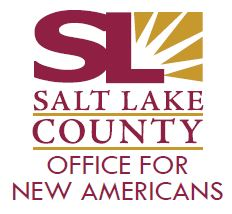 SL
SALT LAKE
COUNTY
OFFICE FOR
NEW AMERICANS